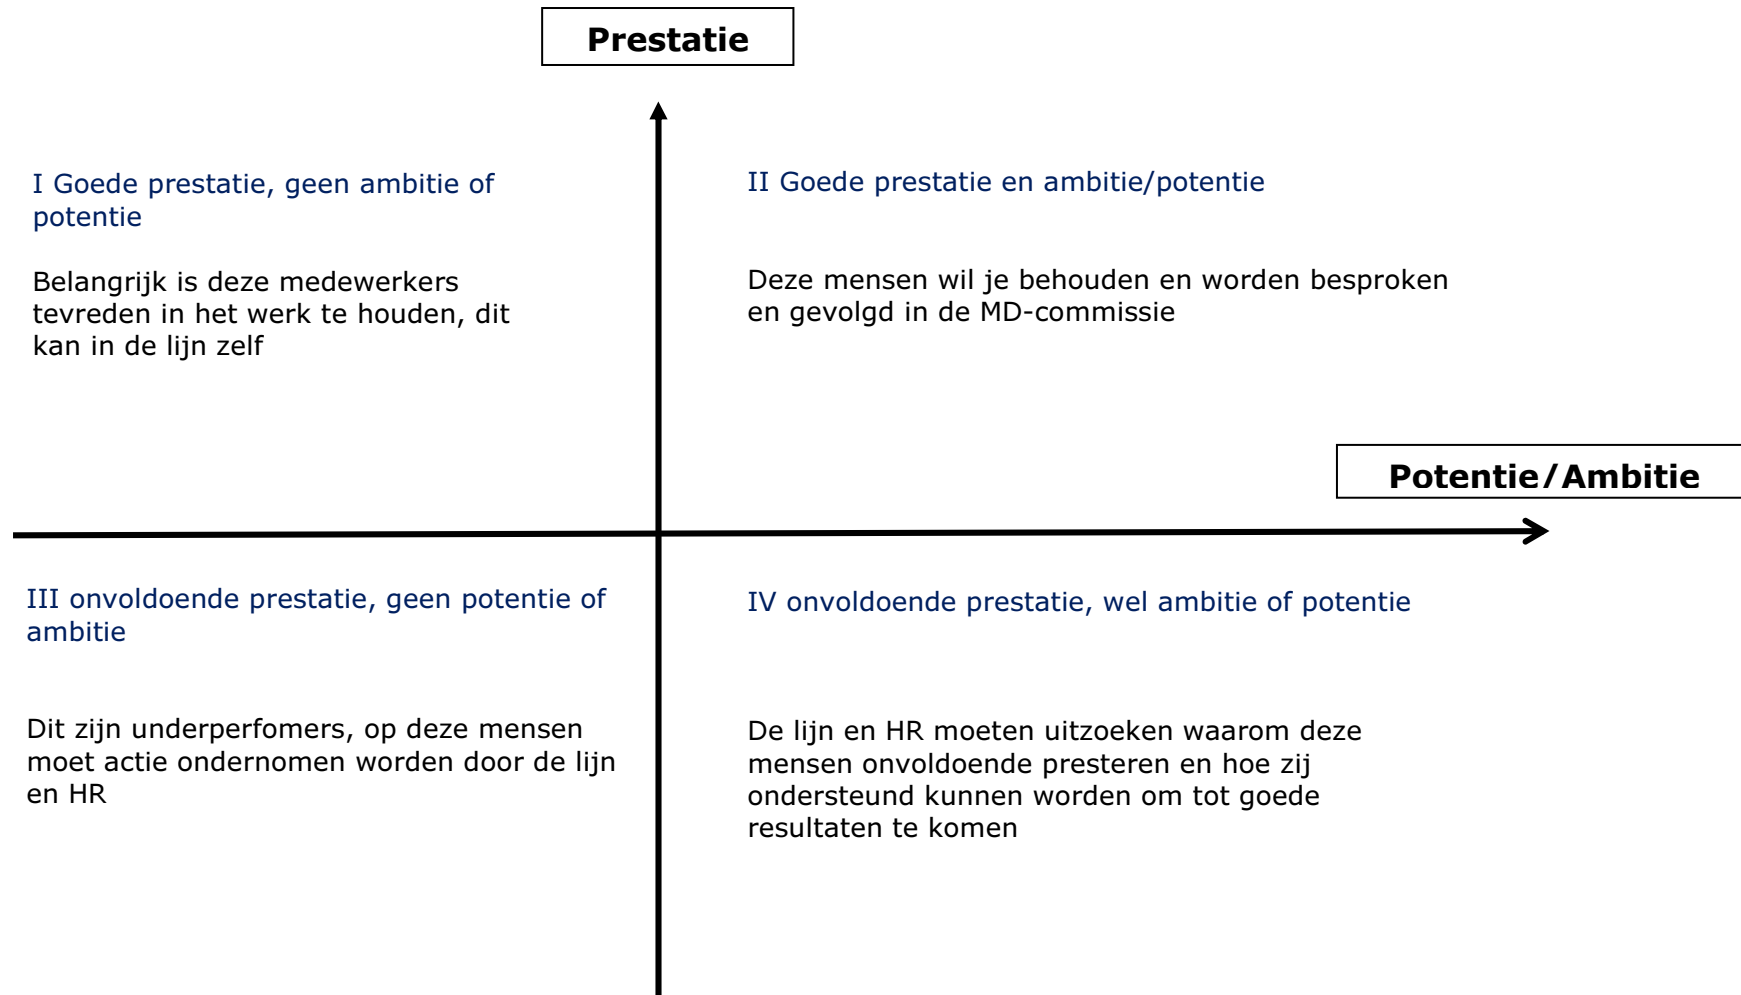 Prestatie
I Goede prestatie, geen ambitie of
potentie
Belangrijk is deze medewerkers
tevreden in het werk te houden, dit
kan in de lijn zelf
II Goede prestatie en ambitie/potentie
Deze mensen wil je behouden en worden besproken
en gevolgd in de MD-commissie
Potentie/Ambitie
III onvoldoende prestatie, geen potentie of
ambitie
Dit zijn underperfomers, op deze mensen
moet actie ondernomen worden door de lijn
en HR
IV onvoldoende prestatie, wel ambitie of potentie
De lijn en HR moeten uitzoeken waarom deze
mensen onvoldoende presteren en hoe zij
ondersteund kunnen worden om tot goede
resultaten te komen